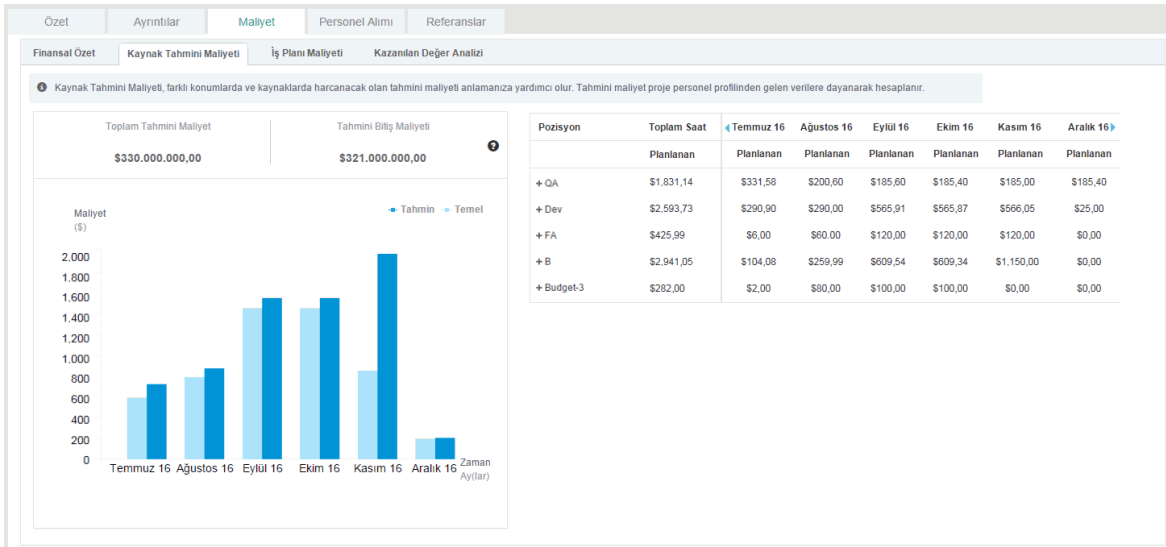 Özet Ayrıntılar Maliyet Personel Alımı Referanslar
Finansal Özet Kaynak Tahmini Maliyeti İş Planı Maliyeti Kazanılan Değer Analizi
Kaynak Tahmini Maliyeti, farklı konumlarda ve kaynaklarda harcanacak olan tahmini maliyeti anlamanıza yardımcı olur. Tahmini maliyet proje personel profilinden gelen verilere dayanarak hesaplanır.
Toplam Tahmini Maliyet Tahmini Bitiş Maliyeti
$330.000.000,00 $321.000.000,00
Maliyet
($)
Tahmin Temel
2,000
1.800
1,600
1.400
1,200
1,000
800
600
400
200
0
Temmuz 16 Ağustos 16 Eylül 16 Ekim 16 Kasım 16 Aralık 16
Zaman
Ay(lar)
Pozisyon Toplam Saat Temmuz 16 Ağustos 16 Eylül 16 Ekim 16 Kasım 16 Aralık 16
Planlanan Planlanan Planlanan Planlanan Planlanan Planlanan Planlanan
+ QA $1,831,14 $331,58 $200,60 $185,60 $185,40 $185,00 $185,40
+ Dev $2,593,73 $290,90 $290,00 $565,91 $565,87 $566,05 $25,00
+ FA $425,99 $6,00 $60.00 $120,00 $120,00 $120,00 $0,00
+ B $2,941,05 $104,08 $259,99 $609,54 $609,34 $1,150,00 $0,00
+ Budget-3 $282,00 $2,00 $80,00 $100,00 $100,00 $0,00 $0,00